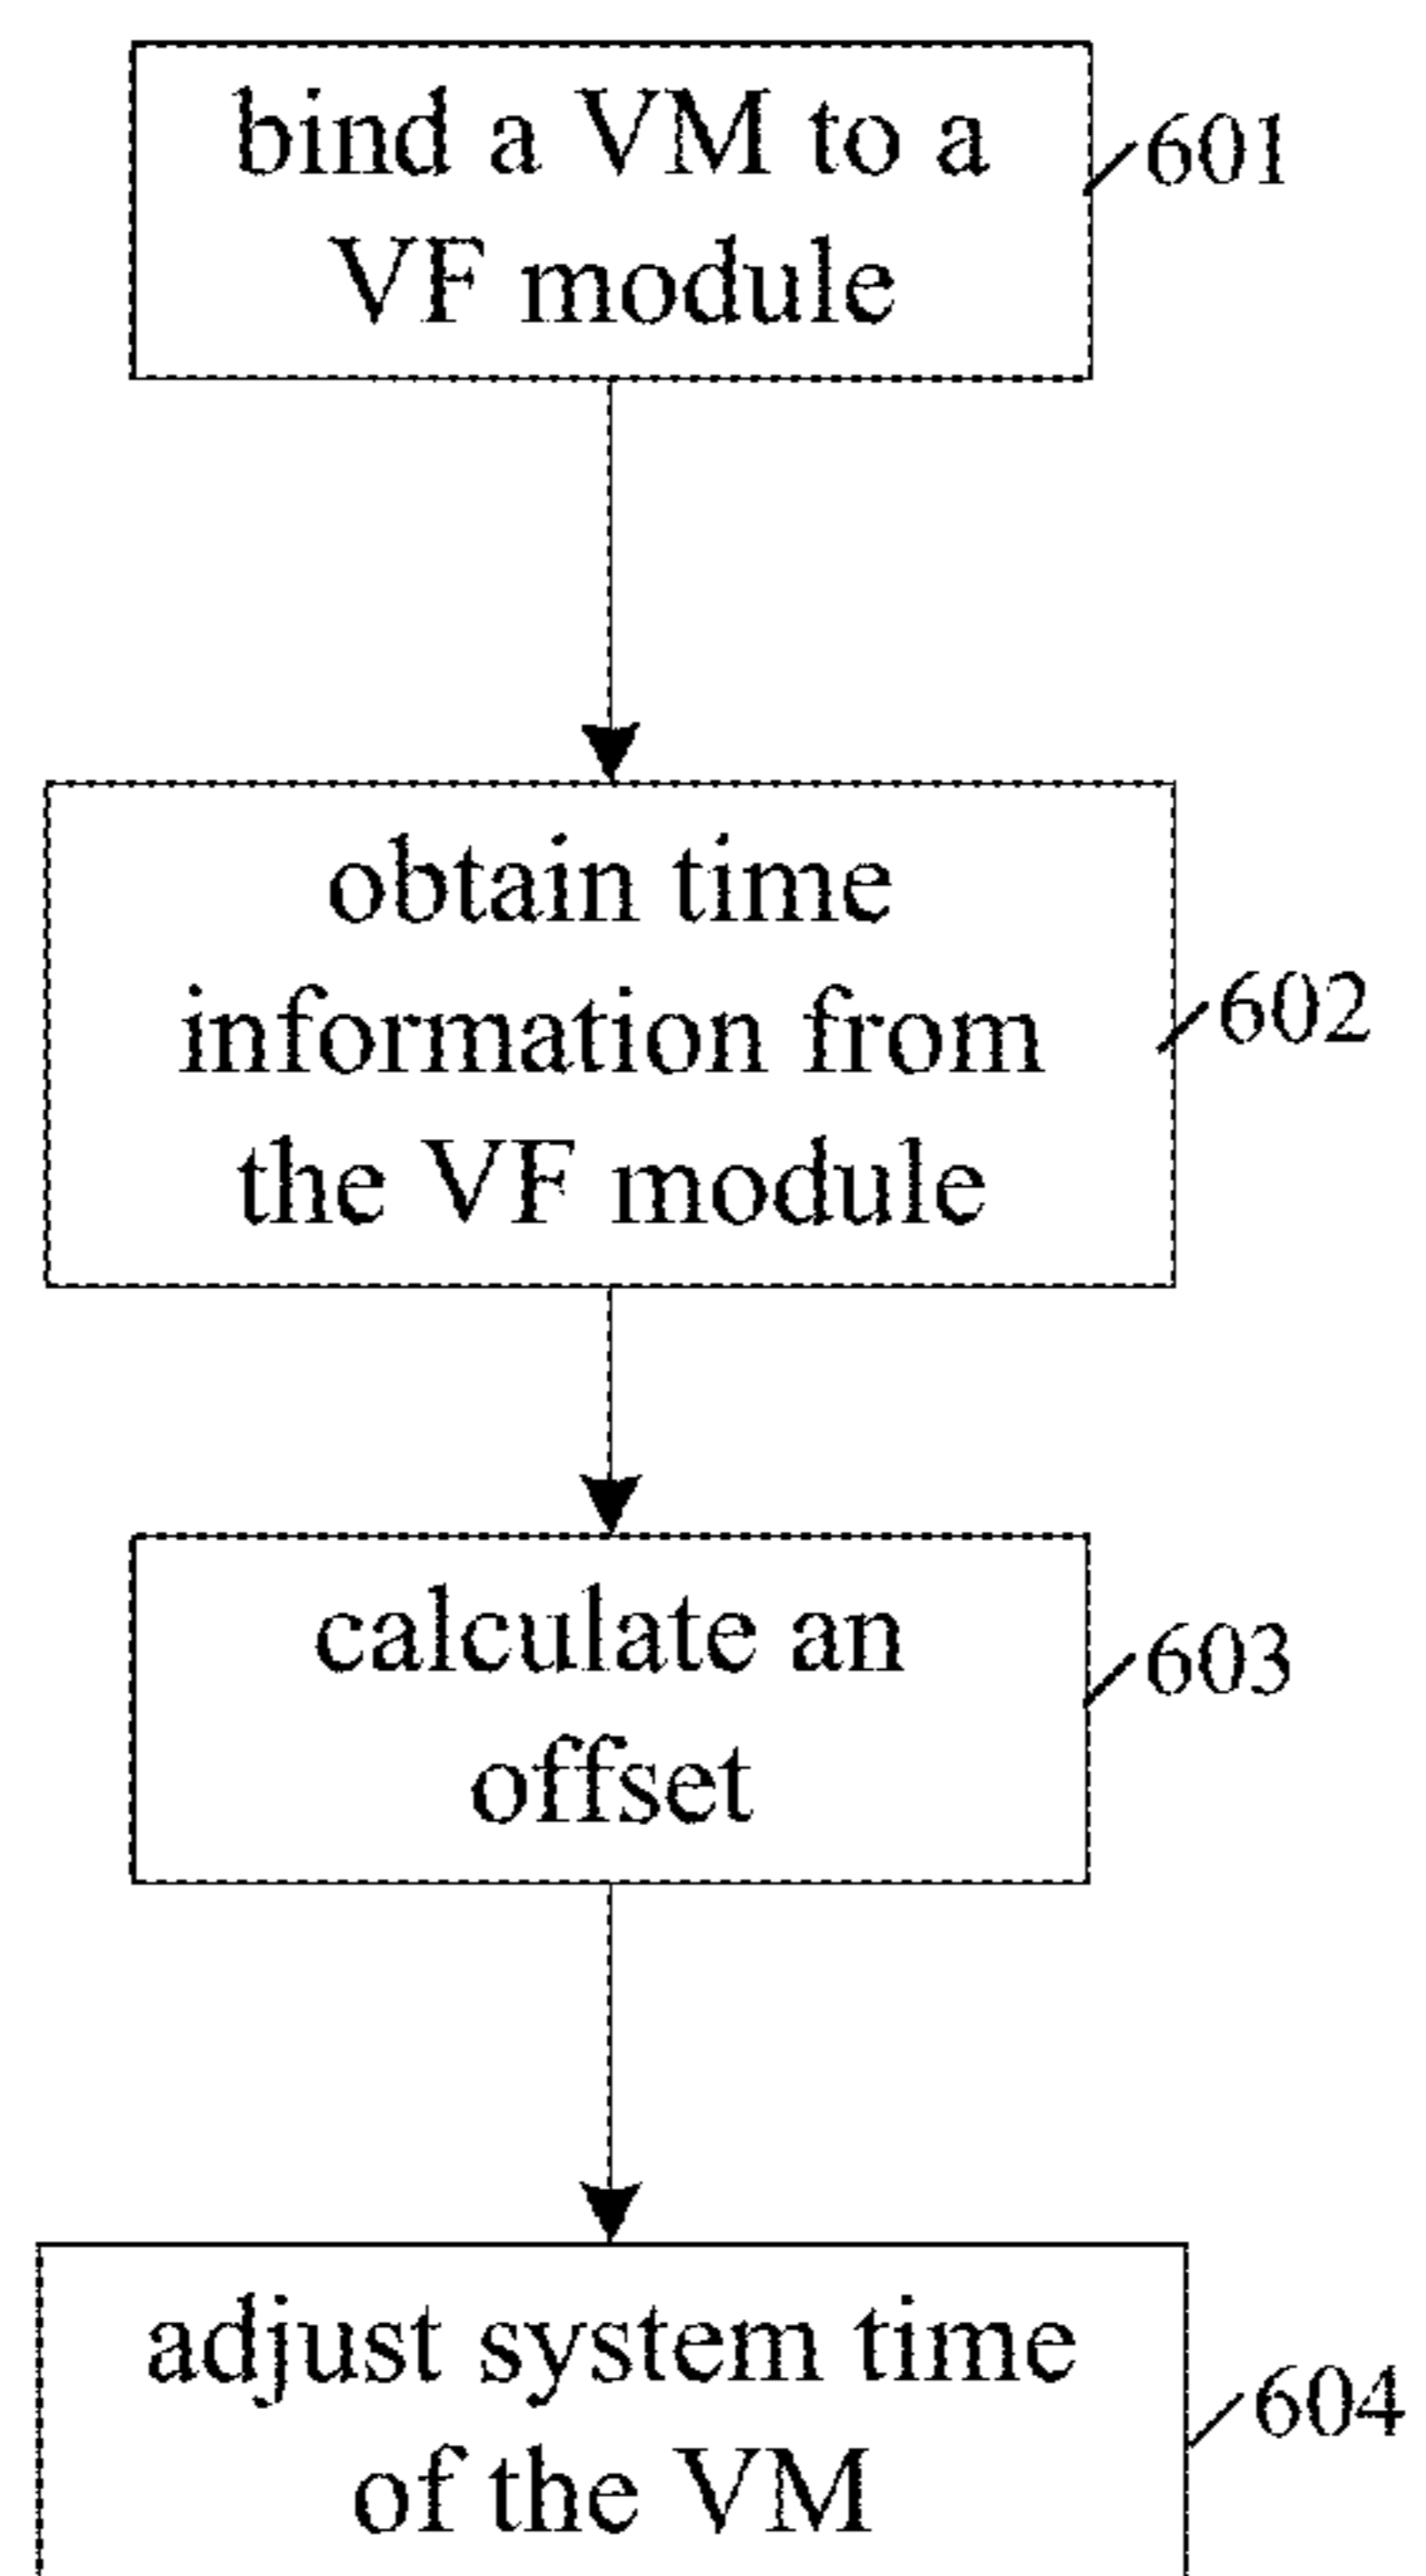 bind a VM to a
VF module
601
obtain time
information from
the VF module
602
calculate an
offset
603
adjust system time
of the VM
604